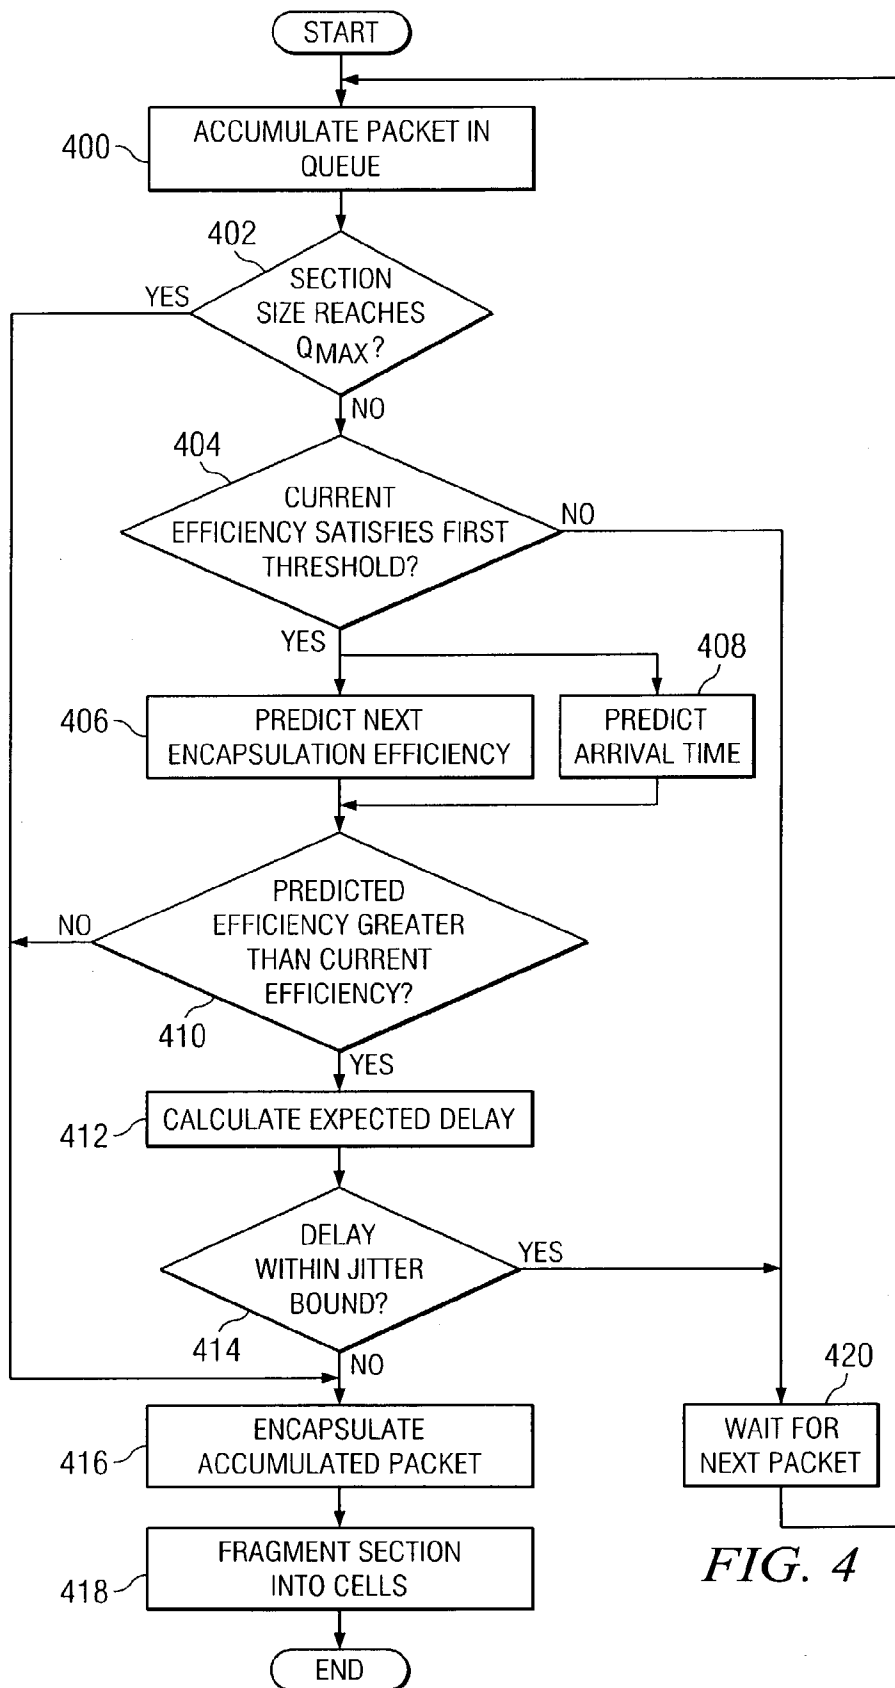 START
400
ACCUMULATE PACKET IN
QUEUE
402
SECTION
SIZE REACHES
QMAX?
YES
NO
404
CURRENT
EFFICIENCY SATISFIES FIRST
THRESHOLD?
NO
YES
406
PREDICT NEXT
ENCAPSULATION EFFICIENCY
408
PREDICT
ARRIVAL TIME
PREDICTED
EFFICIENCY GREATER
THAN CURRENT
EFFICIENCY?
NO
410
YES
412
CALCULATE EXPECTED DELAY
DELAY
WITHIN JITTER
BOUND?
YES
414
NO
416
ENCAPSULATE
ACCUMULATED PACKET
420
WAIT FOR
NEXT PACKET
418
FRAGMENT SECTION
INTO CELLS
END
FIG. 4